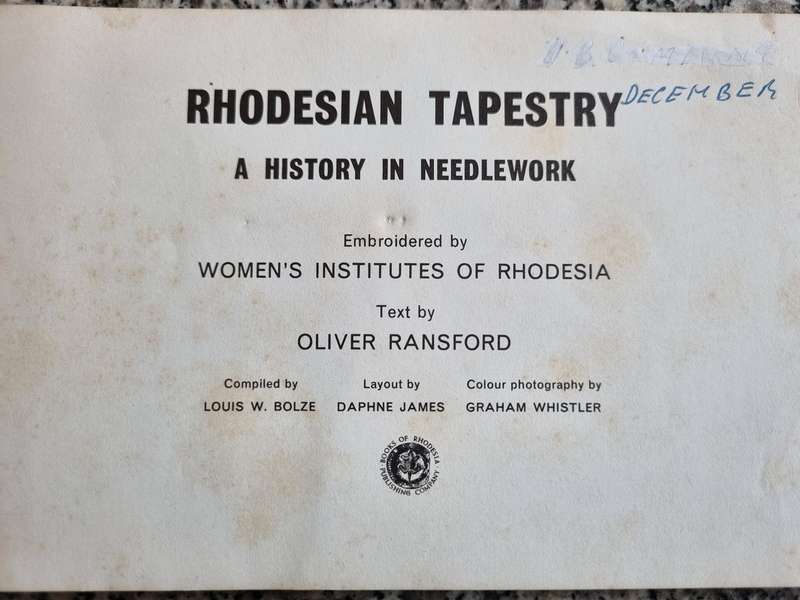 DECEMBER
RHODESIAN TAPESTRY
A HISTORY IN NEEDLEWORK
Embroidered by
WOMEN'S INSTITUTES OF RHODESIA
Text by
OLIVER RANSFORD
Compiled by Layout by Colour photography by
LOUIS W. BOLZE DAPHNE JAMES GRAHAM WHISTLER
BOOKS OF RHODESIA
PUBLISHING COMPANY